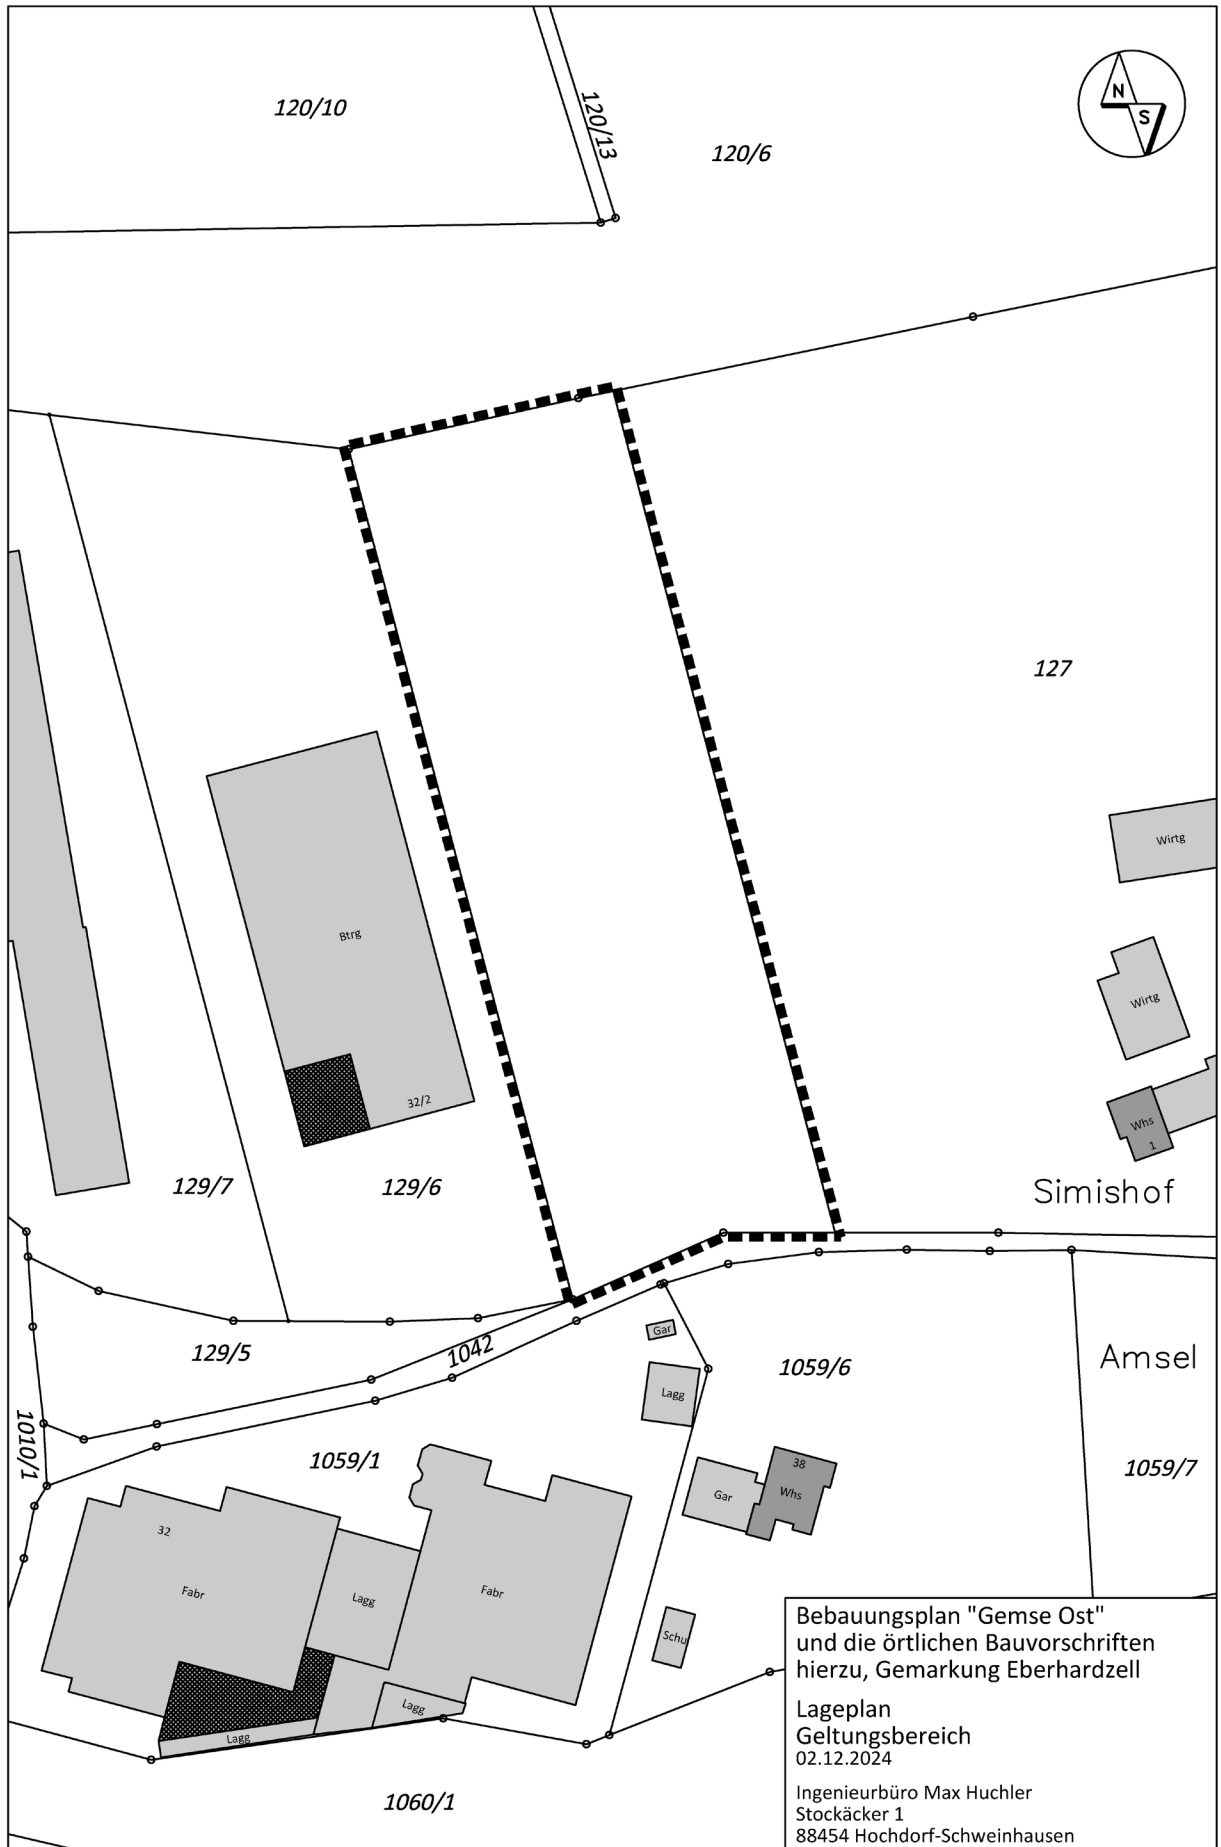 120/10
120/13
120/6
N
S
127
Wirtg
Btrg
Wirtg
32/2
Whs
1
129/7
129/6
Simishof
129/5
1042
Gar
1059/6
Amsel
Lagg
1010/1
1059/1
1059/7
38
Gar
Whs
32
Fabr
Lagg
Fabr
Schu
Lagg
Lagg
1060/1
Bebauungsplan "Gemse Ost"
und die örtlichen Bauvorschriften
hierzu, Gemarkung Eberhardzell
Lageplan
Geltungsbereich
02.12.2024
Ingenieurbüro Max Huchler
Stockäcker 1
88454 Hochdorf-Schweinhausen